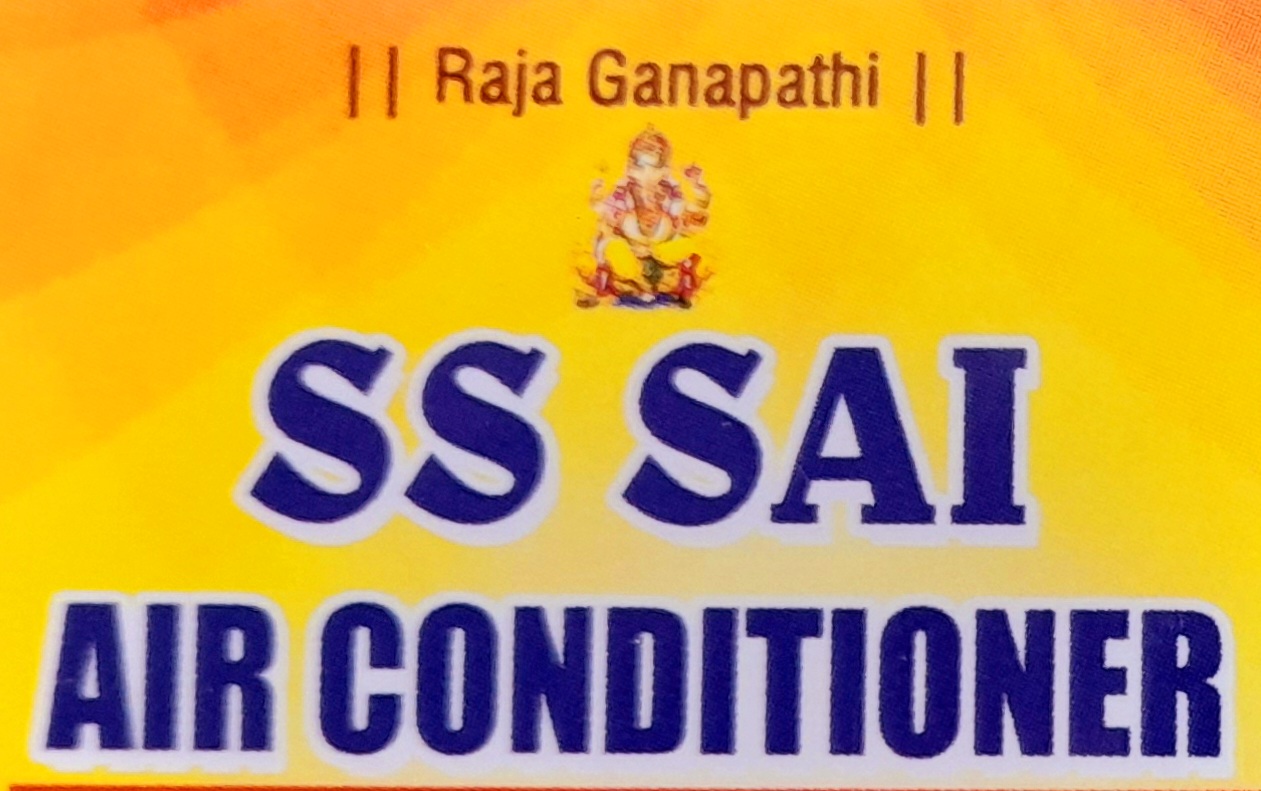 || Raja Ganapathi ||
SS SAI
AIR CONDITIONER